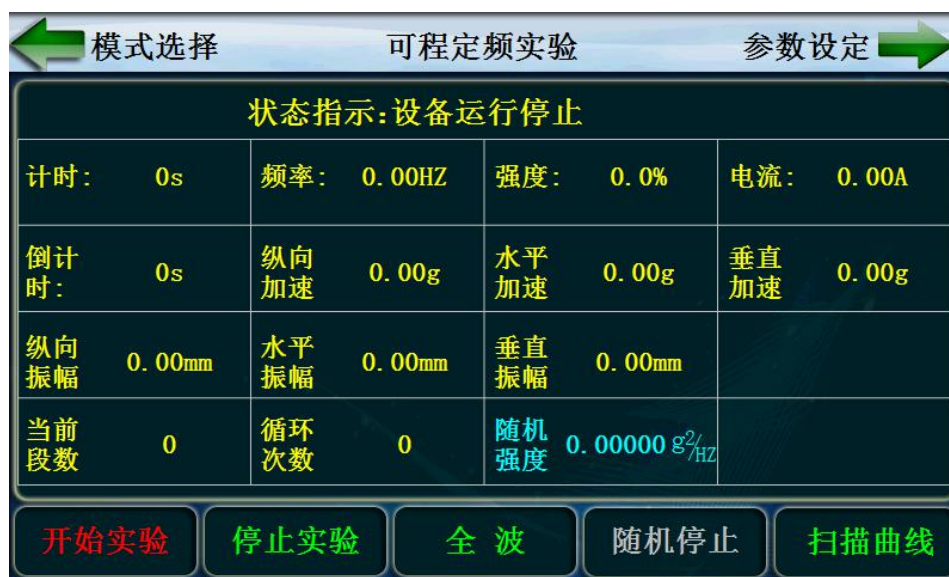 模式选择 可程定频实验 参数设定
状态指示:设备运行停止
计时: 0s 频率: 0.00HZ 强度: 0.0% 电流: 0.00A
倒计时: 0s 纵向加速 0.00g 水平加速 0.00g 垂直加速 0.00g
纵向振幅 0.00mm 水平振幅 0.00mm 垂直振幅 0.00mm
当前段数 0 循环次数 0 随机强度 0.00000 g²/HZ
开始实验 停止实验 全 波 随机停止 扫描曲线